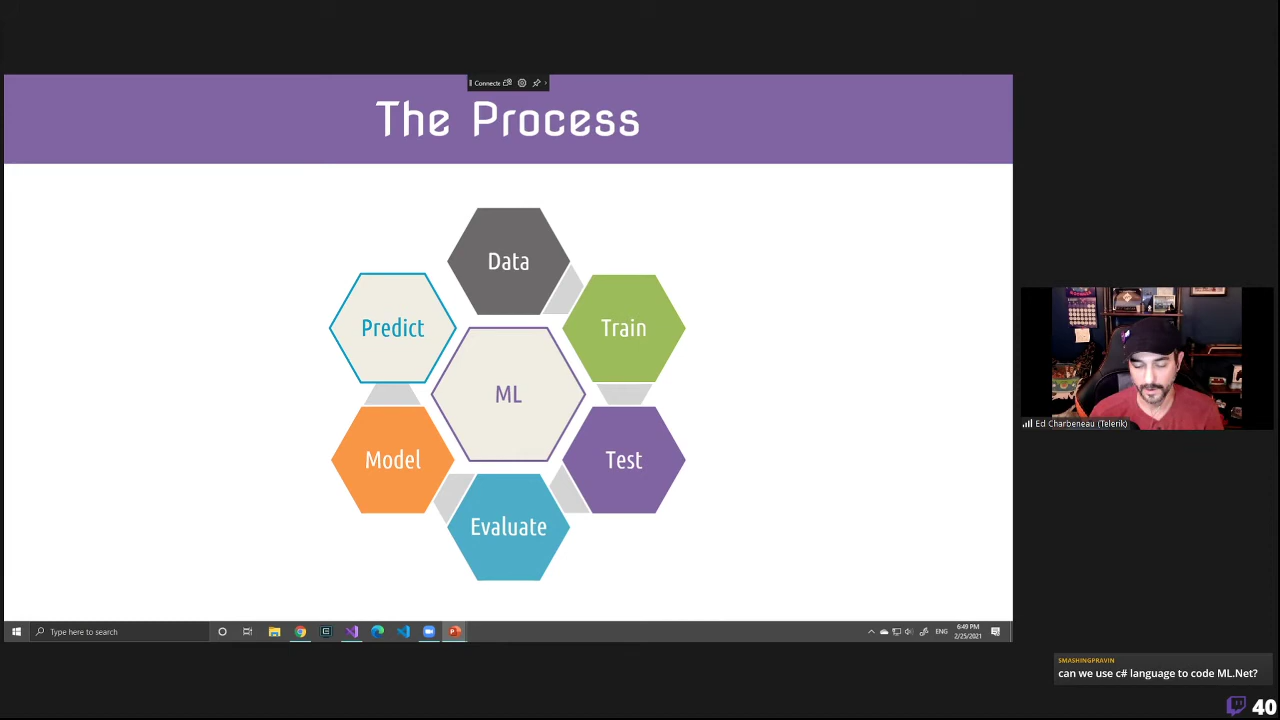 Connecte
The Process
Data
Predict
Train
ML
Model
Test
Evaluate
Ed Charbeneau (Telerik)
Type here to search
ENG
6:49 PM
2/25/2021
SMASHINGPRAVIN
can we use c# language to code ML.Net?
40